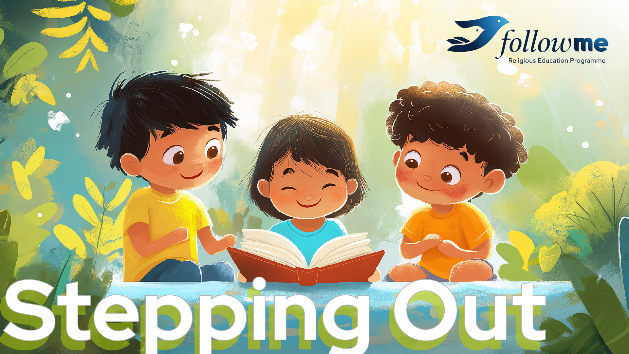 followme
Religious Education Programme
Stepping Out